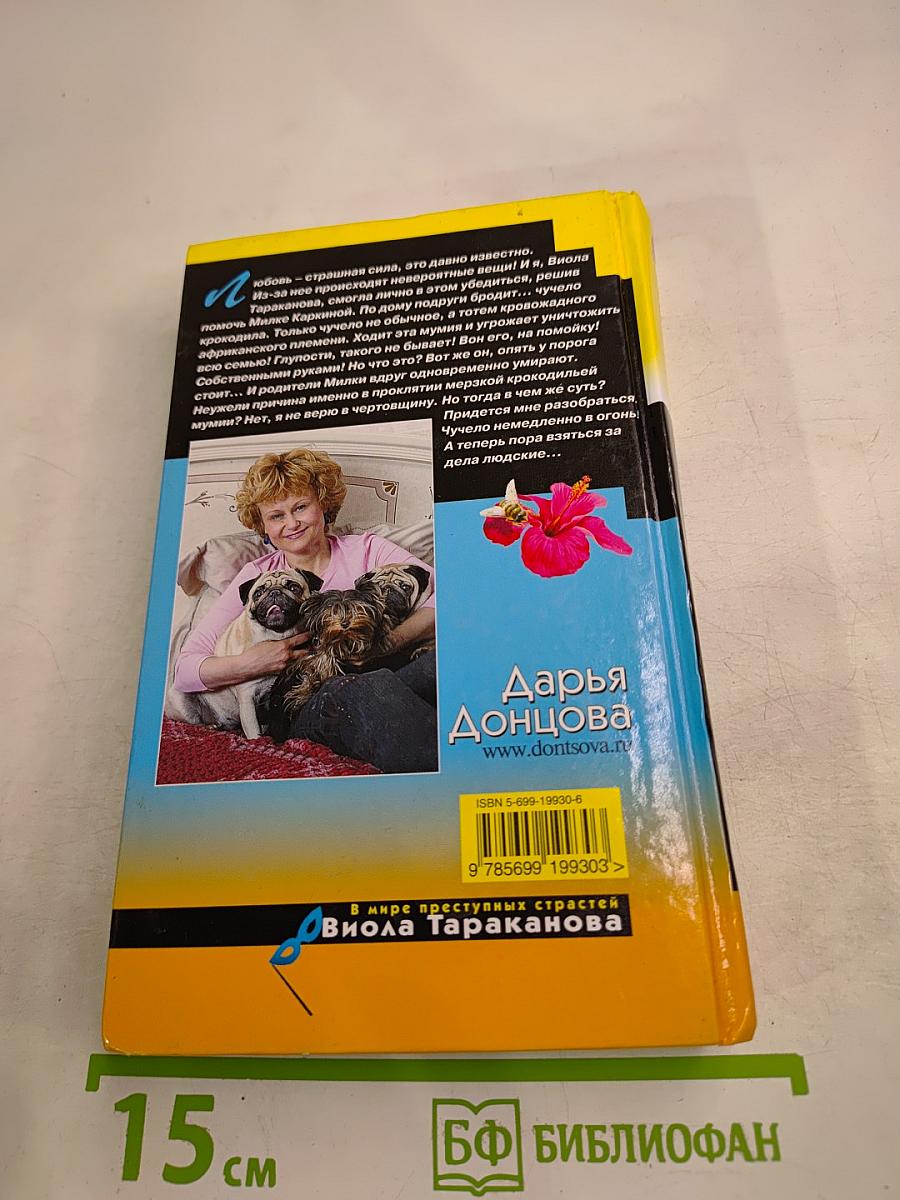 Любовь – страшная сила, это давно известно.
Из-за нее происходят невероятные вещи! И я, Виола
Тараканова, смогла лично в этом убедиться, решив
помочь Милке Каркиной. По дому подруги бродит... чучело
крокодила. Только чучело не обычное, а тотем кровожадного
африканского племени. Ходит эта мумия и угрожает уничтожить
всю семью! Глупости, такого не бывает! Вон его, на помойку!
Собственными руками! Но что это? Вот же он, опять у порога
стоит... И родители Милки вдруг одновременно умирают.
Неужели причина именно в проклятии мерзкой крокодильей
мумии? Нет, я не верю в чертовщину. Но тогда в чем же суть?
Придется мне разобраться.
Чучело немедленно в огонь!
А теперь пора взяться за
дела людские...
Дарья
Донцова
www.dontsova.ru
ISBN 5-699-19930-6
9 785699 199303 >
В мире преступных страстей
Виола Тараканова
15 см
БФ БИБЛИОФАН